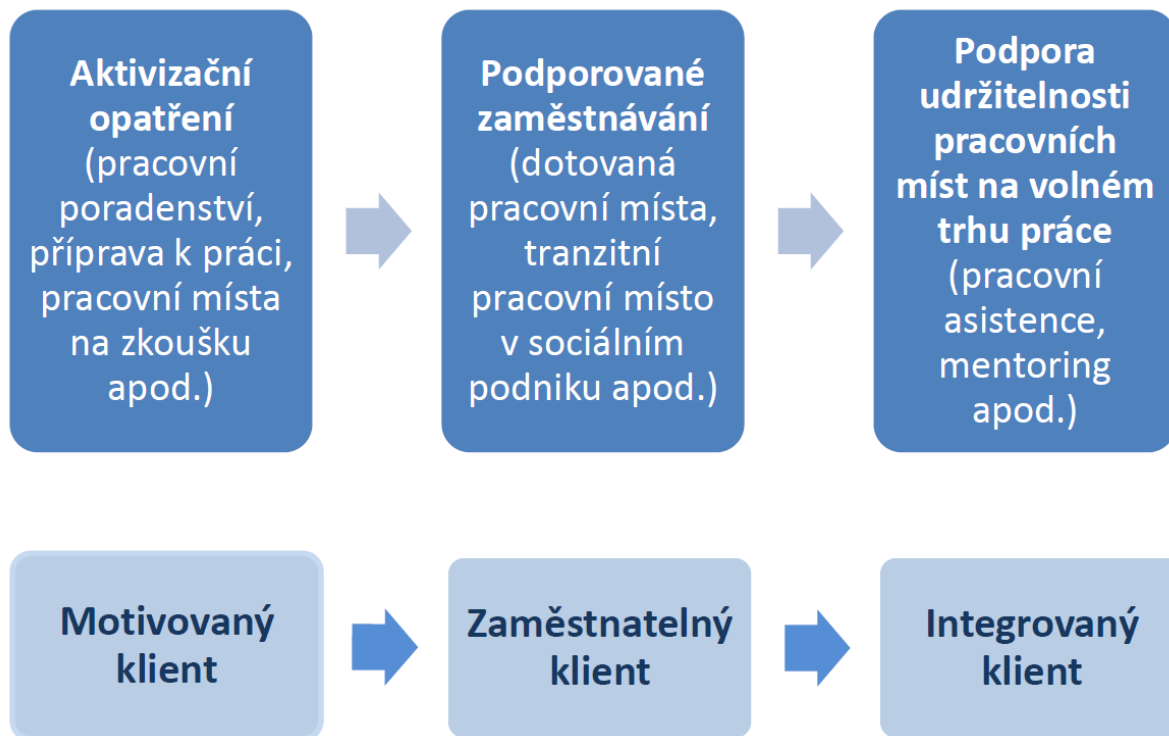 Aktivizační
opatření
(pracovní
poradenství,
příprava k práci,
pracovní místa
na zkoušku
apod.)
Podporované
zaměstnávání
(dotovaná
pracovní místa,
tranzitní
pracovní místo
v sociálním
podniku apod.)
Podpora
udržitelnosti
pracovních
míst na volném
trhu práce
(pracovní
asistence,
mentoring
apod.)
Motivovaný
klient
Zaměstnatelný
klient
Integrovaný
klient